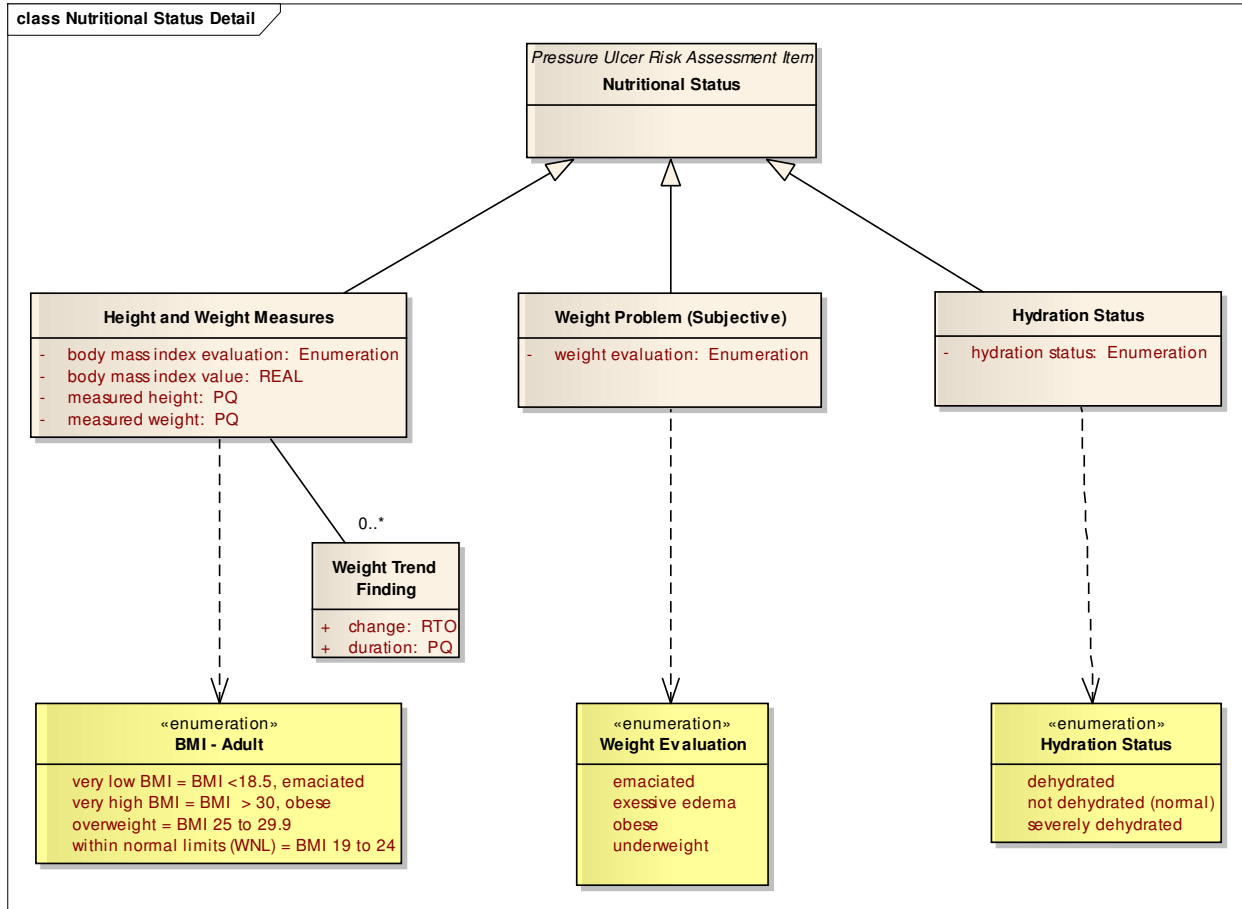 class Nutritional Status Detail
Pressure Ulcer Risk Assessment Item
Nutritional Status
Height and Weight Measures
- body mass index evaluation: Enumeration
- body mass index value: REAL
- measured height: PQ
- measured weight: PQ
Weight Problem (Subjective)
- weight evaluation: Enumeration
Hydration Status
- hydration status: Enumeration
0..*
Weight Trend
Finding
+ change: RTO
+ duration: PQ
«enumeration»
BMI - Adult
very low BMI = BMI <18.5, emaciated
very high BMI = BMI > 30, obese
overweight = BMI 25 to 29.9
within normal limits (WNL) = BMI 19 to 24
«enumeration»
Weight Evaluation
emaciated
exessive edema
obese
underweight
«enumeration»
Hydration Status
dehydrated
not dehydrated (normal)
severely dehydrated